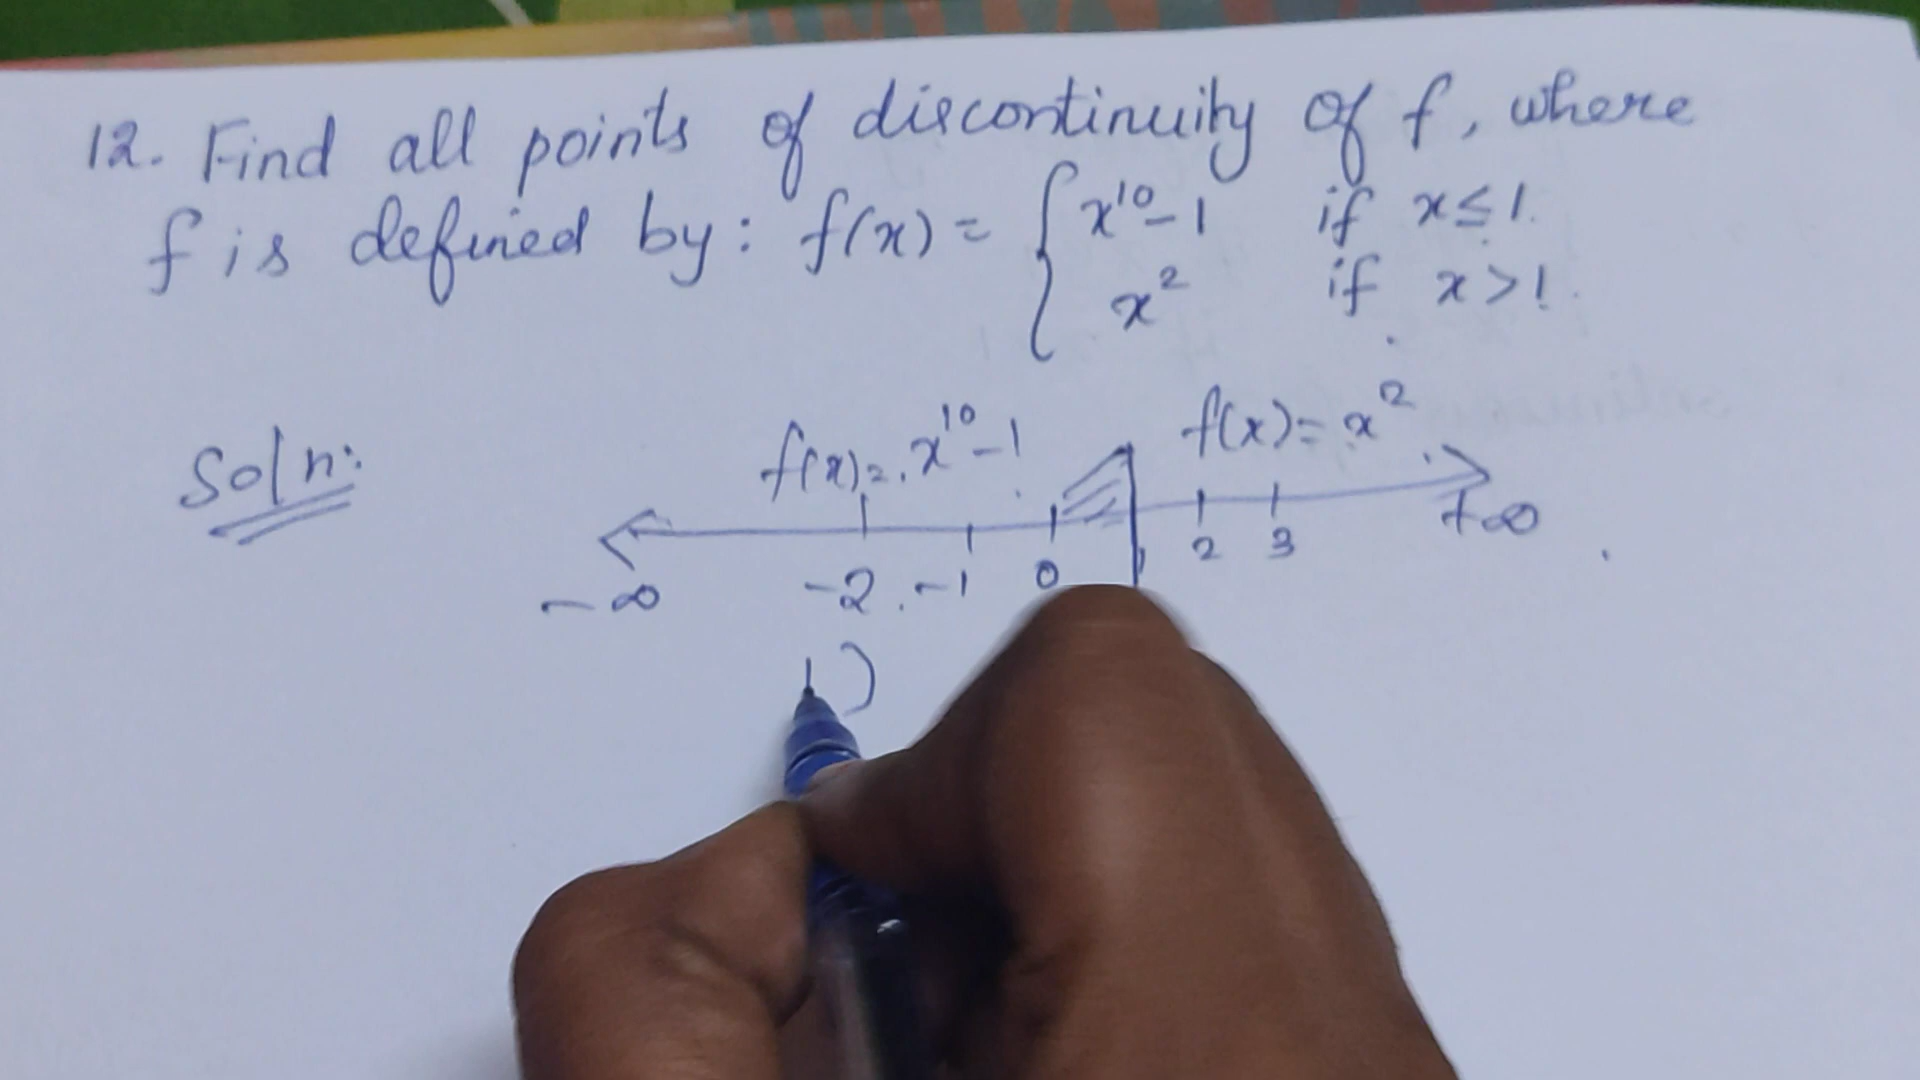 12. Find all points of discontinuity of f, where
f is defined by: f(x) = { x¹⁰-1 if x ≤ 1.
x² if x > 1.
Soln:
f(x) = x¹⁰-1 f(x) = x²
-∞ -2 -1 0 1 2 3 +∞
1)